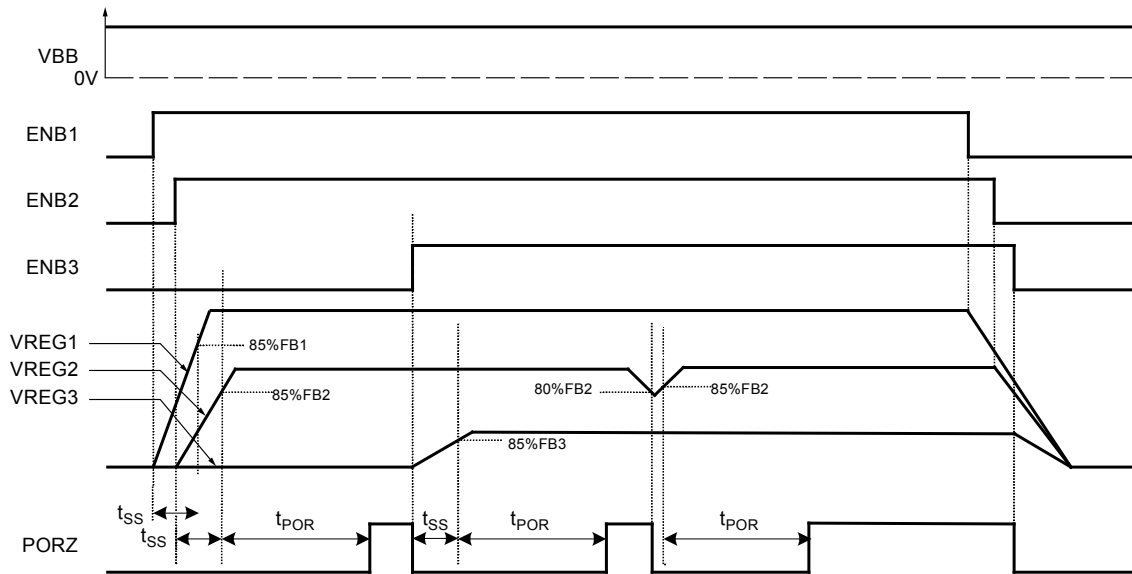 VBB
0V
ENB1
ENB2
ENB3
VREG1
VREG2
VREG3
85%FB1
85%FB2
80%FB2
85%FB2
85%FB3
tSS
tSS
tPOR
tSS
tPOR
tPOR
PORZ